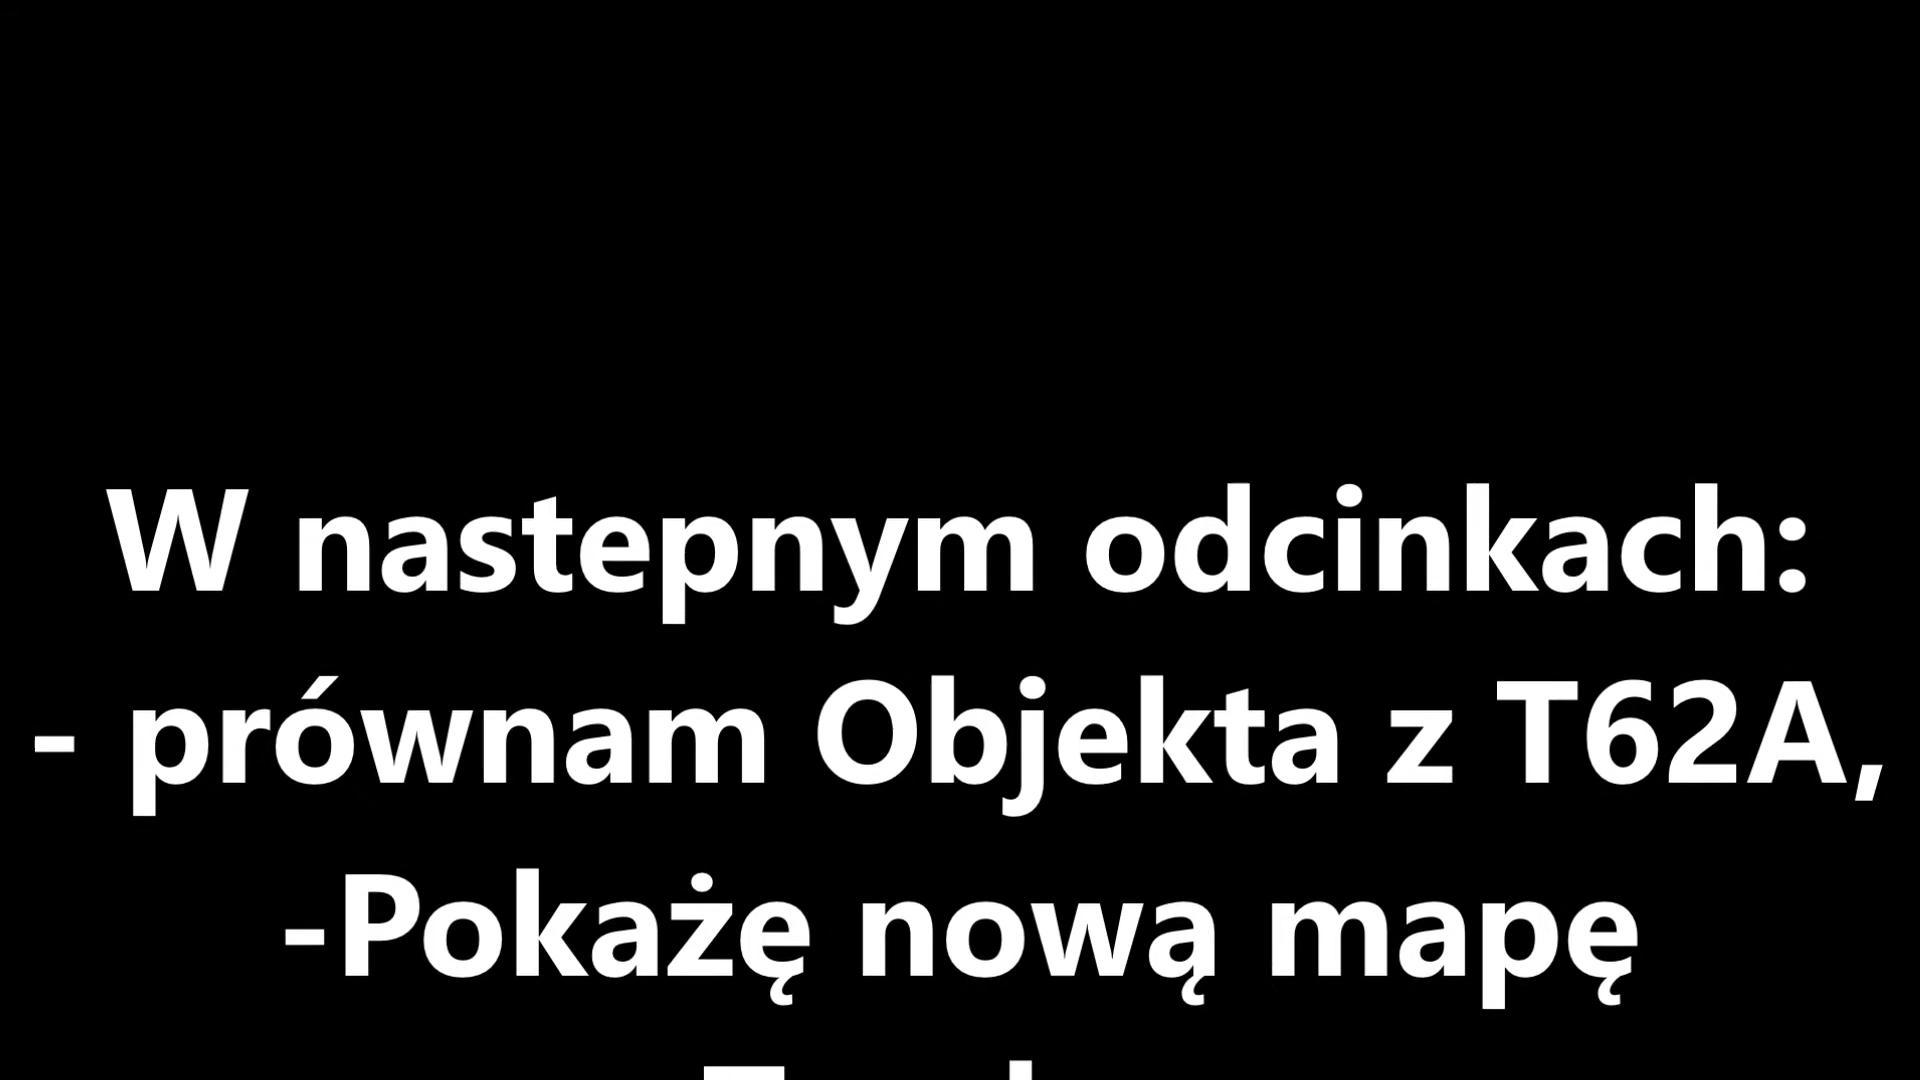 W nastepnym odcinkach:
- prównam Objekta z T62A,
-Pokażę nową mapę